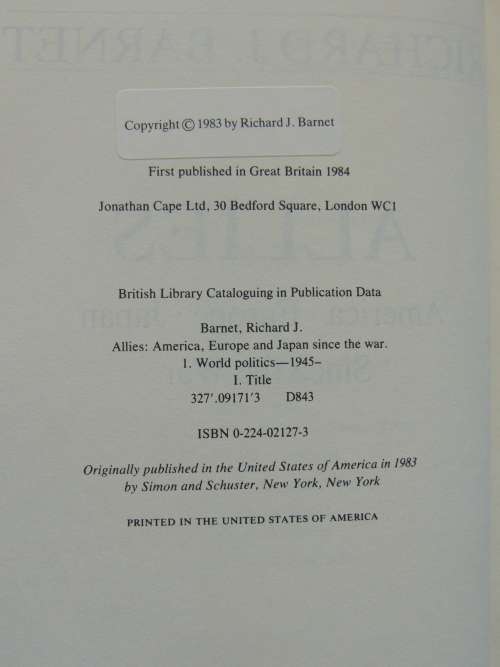 Copyright © 1983 by Richard J. Barnet
First published in Great Britain 1984
Jonathan Cape Ltd, 30 Bedford Square, London WC1
British Library Cataloguing in Publication Data
Barnet, Richard J.
Allies: America, Europe and Japan since the war.
1. World politics—1945–
I. Title
327'.09171'3 D843
ISBN 0-224-02127-3
Originally published in the United States of America in 1983
by Simon and Schuster, New York, New York
PRINTED IN THE UNITED STATES OF AMERICA